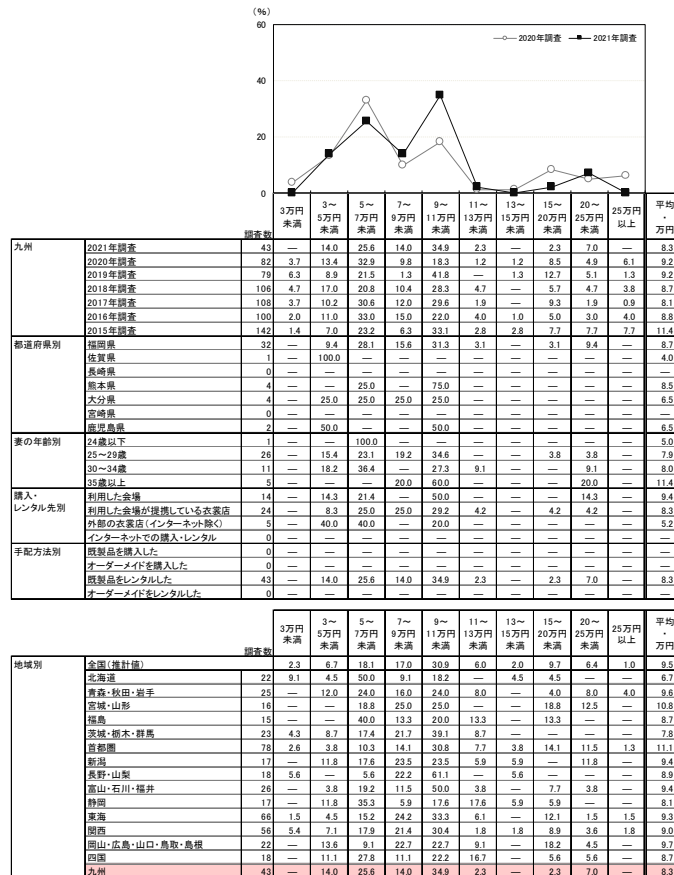 (%)
60
40
20
0
2020年調査 2021年調査
調査数 3万円未満 3～5万円未満 5～7万円未満 7～9万円未満 9～11万円未満 11～13万円未満 13～15万円未満 15～20万円未満 20～25万円未満 25万円以上 平均・万円
九州 2021年調査 43 — 14.0 25.6 14.0 34.9 2.3 — 2.3 7.0 — 8.3
2020年調査 82 3.7 13.4 32.9 9.8 18.3 1.2 1.2 8.5 4.9 6.1 9.2
2019年調査 79 6.3 8.9 21.5 1.3 41.8 — 1.3 12.7 5.1 1.3 9.2
2018年調査 106 4.7 17.0 20.8 10.4 28.3 4.7 — 5.7 4.7 3.8 8.7
2017年調査 108 3.7 10.2 30.6 12.0 29.6 1.9 — 9.3 1.9 0.9 8.1
2016年調査 100 2.0 11.0 33.0 15.0 22.0 4.0 1.0 5.0 3.0 4.0 8.8
2015年調査 142 1.4 7.0 23.2 6.3 33.1 2.8 2.8 7.7 7.7 7.7 11.4
都道府県別 福岡県 32 — 9.4 28.1 15.6 31.3 3.1 — 3.1 9.4 — 8.7
佐賀県 1 — 100.0 — — — — — — — — 4.0
長崎県 0 — — — — — — — — — — —
熊本県 4 — — 25.0 — 75.0 — — — — — 8.5
大分県 4 — 25.0 25.0 25.0 25.0 — — — — — 6.5
宮崎県 0 — — — — — — — — — — —
鹿児島県 2 — 50.0 — — 50.0 — — — — — 6.5
妻の年齢別 24歳以下 1 — — 100.0 — — — — — — — 5.0
25～29歳 26 — 15.4 23.1 19.2 34.6 — — 3.8 3.8 — 7.9
30～34歳 11 — 18.2 36.4 — 27.3 9.1 — — 9.1 — 8.0
35歳以上 5 — — — 20.0 60.0 — — — 20.0 — 11.4
購入・レンタル先別 利用した会場 14 — 14.3 21.4 — 50.0 — — — 14.3 — 9.4
利用した会場が提携している衣裳店 24 — 8.3 25.0 25.0 29.2 4.2 — 4.2 4.2 — 8.3
外部の衣裳店(インターネット除く) 5 — 40.0 40.0 — 20.0 — — — — — 5.2
インターネットでの購入・レンタル 0 — — — — — — — — — — —
手配方法別 既製品を購入した 0 — — — — — — — — — — —
オーダーメイドを購入した 0 — — — — — — — — — — —
既製品をレンタルした 43 — 14.0 25.6 14.0 34.9 2.3 — 2.3 7.0 — 8.3
オーダーメイドをレンタルした 0 — — — — — — — — — — —
調査数 3万円未満 3～5万円未満 5～7万円未満 7～9万円未満 9～11万円未満 11～13万円未満 13～15万円未満 15～20万円未満 20～25万円未満 25万円以上 平均・万円
地域別 全国(推計値) 2.3 6.7 18.1 17.0 30.9 6.0 2.0 9.7 6.4 1.0 9.5
北海道 22 9.1 4.5 50.0 9.1 18.2 — 4.5 4.5 — — 6.7
青森・秋田・岩手 25 — 12.0 24.0 16.0 24.0 8.0 — 4.0 8.0 4.0 9.6
宮城・山形 16 — — 18.8 25.0 25.0 — — 18.8 12.5 — 10.8
福島 15 — — 40.0 13.3 20.0 13.3 — 13.3 — — 8.7
茨城・栃木・群馬 23 4.3 8.7 17.4 21.7 39.1 8.7 — — — — 7.8
首都圏 78 2.6 3.8 10.3 14.1 30.8 7.7 3.8 14.1 11.5 1.3 11.1
新潟 17 — 11.8 17.6 23.5 23.5 5.9 5.9 — 11.8 — 9.4
長野・山梨 18 5.6 — 5.6 22.2 61.1 — 5.6 — — — 8.9
富山・石川・福井 26 — 3.8 19.2 11.5 50.0 3.8 — 7.7 3.8 — 9.4
静岡 17 — 11.8 35.3 5.9 17.6 17.6 5.9 5.9 — — 8.1
東海 66 1.5 4.5 15.2 24.2 33.3 6.1 — 12.1 1.5 1.5 9.3
関西 56 5.4 7.1 17.9 21.4 30.4 1.8 1.8 8.9 3.6 1.8 9.0
岡山・広島・山口・鳥取・島根 22 — 13.6 9.1 22.7 22.7 9.1 — 18.2 4.5 — 9.7
四国 18 — 11.1 27.8 11.1 22.2 16.7 — 5.6 5.6 — 8.7
九州 43 — 14.0 25.6 14.0 34.9 2.3 — 2.3 7.0 — 8.3